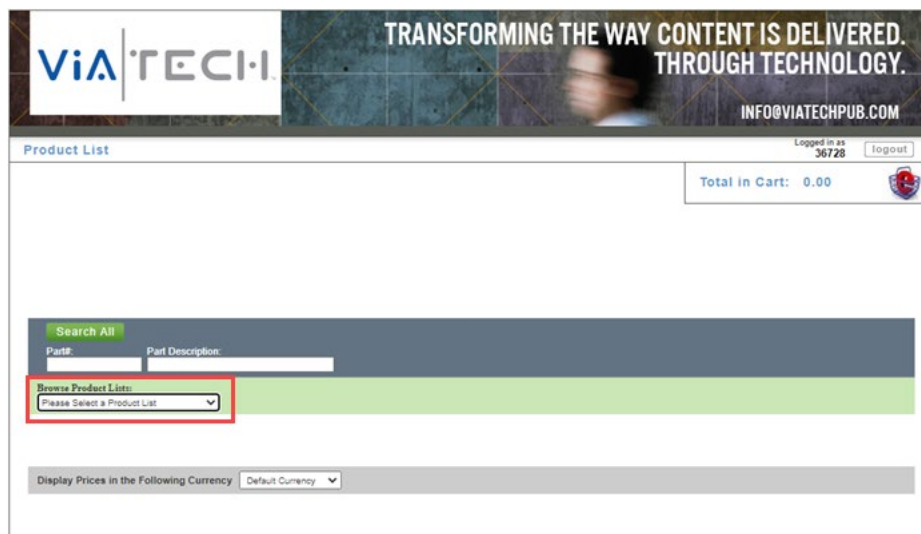 ViA TECH
TRANSFORMING THE WAY CONTENT IS DELIVERED.
THROUGH TECHNOLOGY.
INFO@VIATECHPUB.COM
Product List
Logged in as
36728
logout
Total in Cart: 0.00
Search All
Part#: Part Description:
Browse Product Lists:
Please Select a Product List
Display Prices in the Following Currency Default Currency